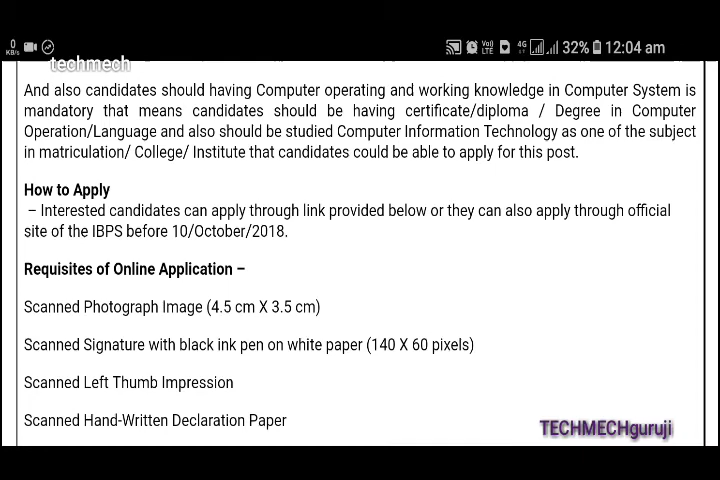 0
KB/s
VoI)
LTE
4G
32%
12:04 am
techmech
And also candidates should having Computer operating and working knowledge in Computer System is
mandatory that means candidates should be having certificate/diploma / Degree in Computer
Operation/Language and also should be studied Computer Information Technology as one of the subject
in matriculation/ College/ Institute that candidates could be able to apply for this post.
How to Apply
– Interested candidates can apply through link provided below or they can also apply through official
site of the IBPS before 10/October/2018.
Requisites of Online Application –
Scanned Photograph Image (4.5 cm X 3.5 cm)
Scanned Signature with black ink pen on white paper (140 X 60 pixels)
Scanned Left Thumb Impression
Scanned Hand-Written Declaration Paper
TECHMECHguruji